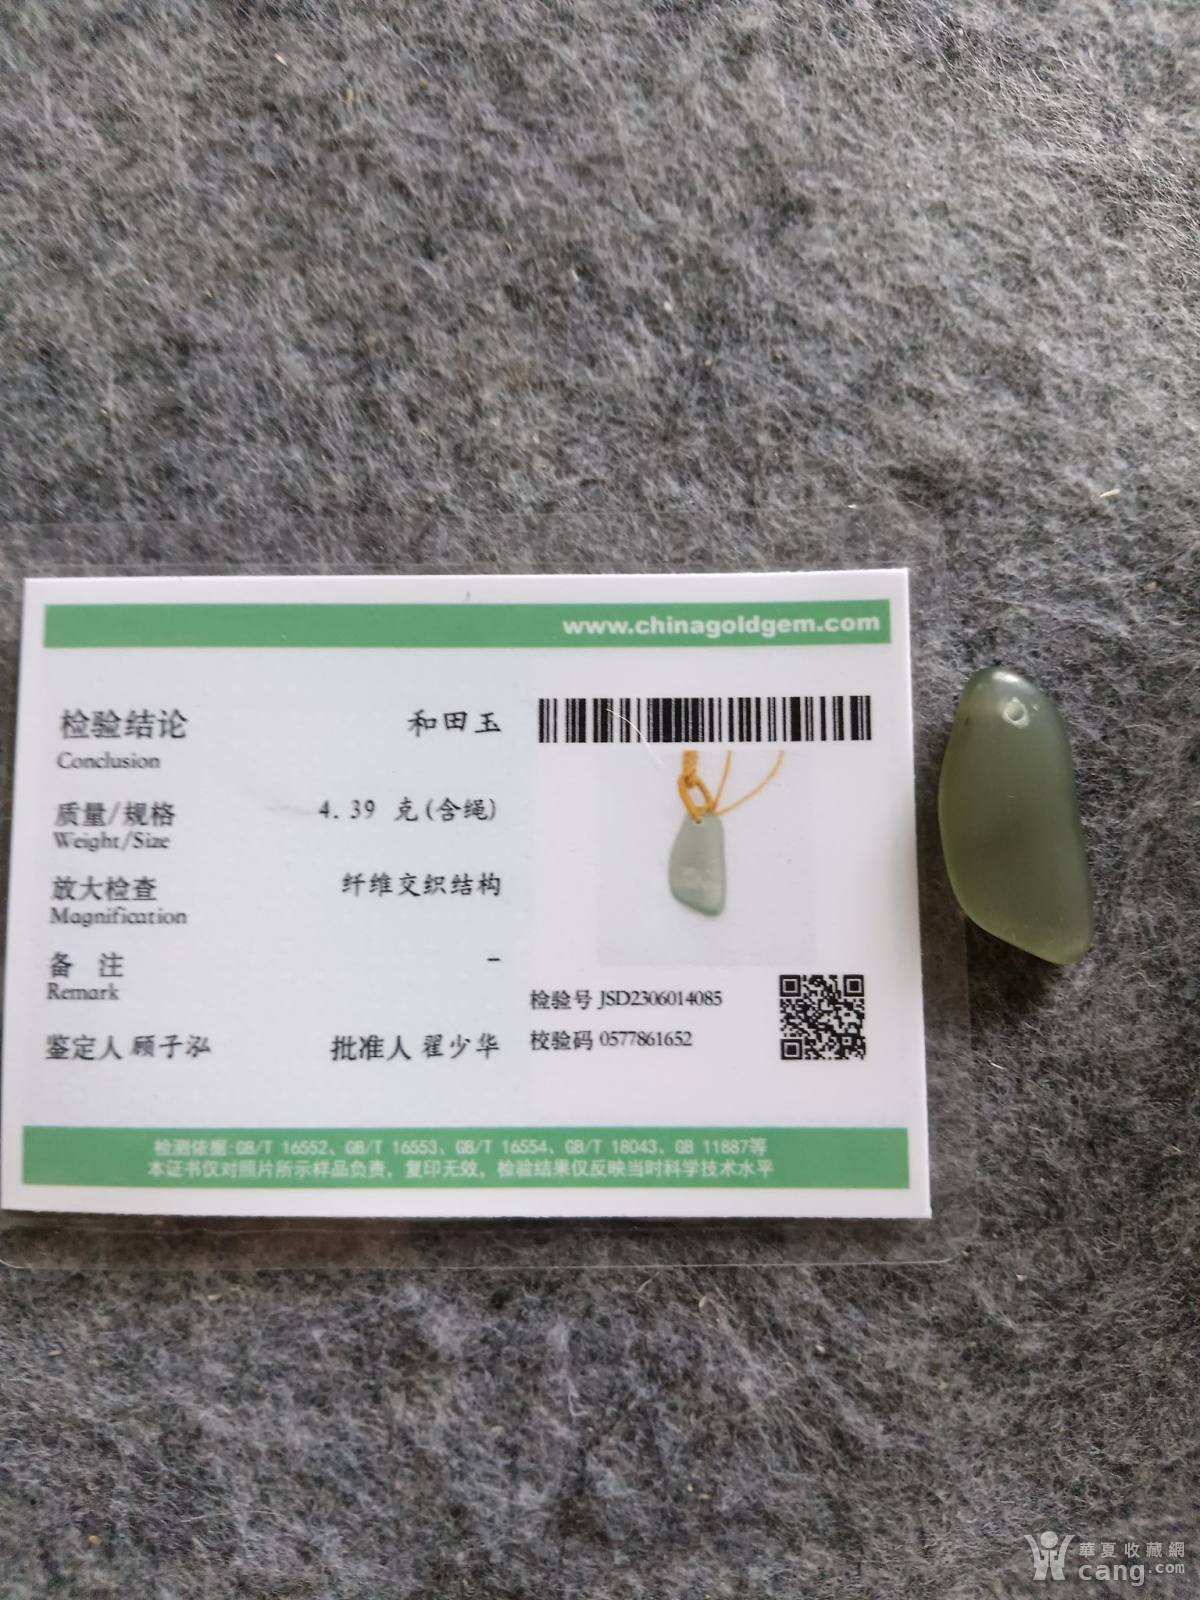 www.chinagoldgem.com
检验结论 和田玉
Conclusion
质量/规格 4.39 克(含绳)
Weight/Size
放大检查 纤维交织结构
Magnification
备 注 -
Remark
鉴定人 顾子泓 批准人 翟少华
检验号 JSD2306014085
校验码 0577861652
检测依据:GB/T 16552、GB/T 16553、GB/T 16554、GB/T 18043、GB 11887等
本证书仅对照片所示样品负责，复印无效，检验结果仅反映当时科学技术水平
華夏收藏網
cang.com